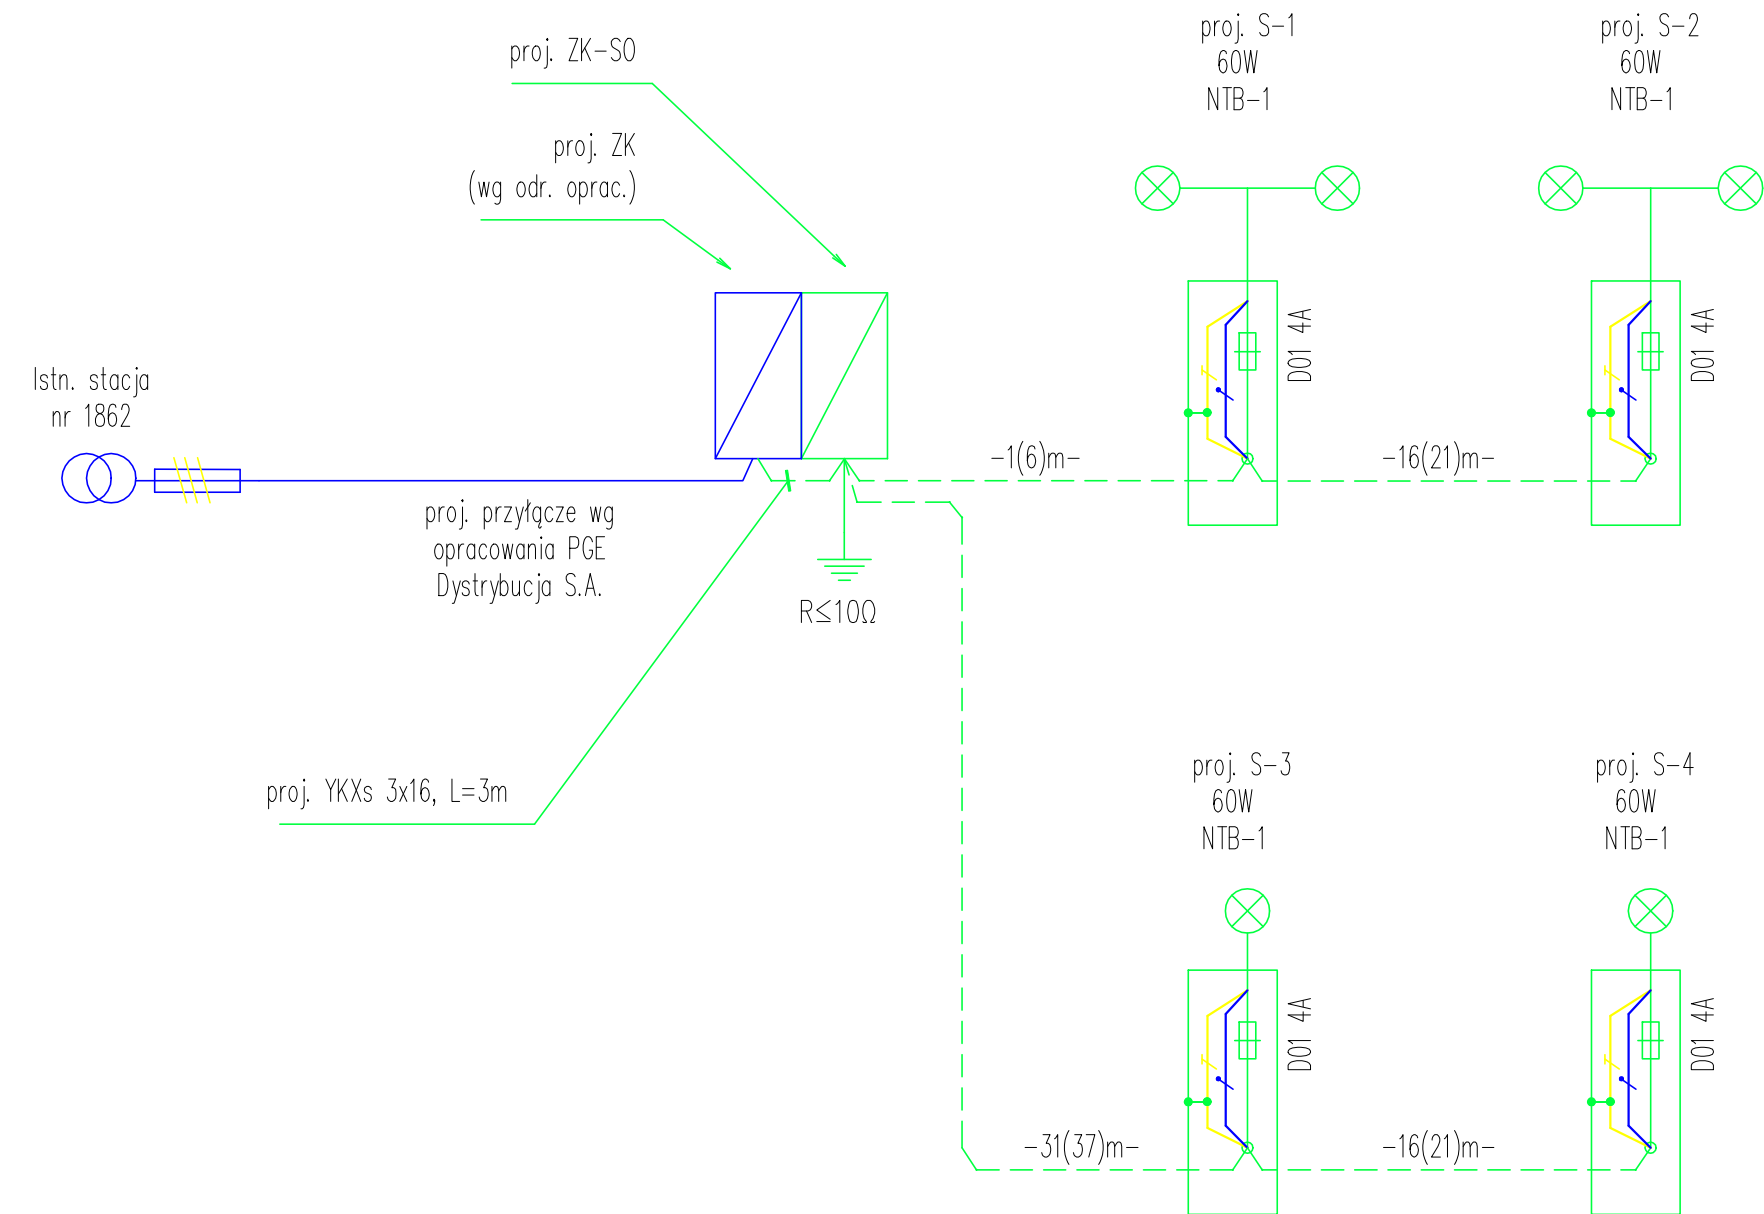 proj. ZK-SO
proj. ZK
(wg odr. oprac.)
proj. S-1
60W
NTB-1
proj. S-2
60W
NTB-1
D01 4A
D01 4A
Istn. stacja
nr 1862
-1(6)m-
-16(21)m-
proj. przyłącze wg
opracowania PGE
Dystrybucja S.A.
R≤10Ω
proj. YKXs 3x16, L=3m
proj. S-3
60W
NTB-1
proj. S-4
60W
NTB-1
D01 4A
D01 4A
-31(37)m-
-16(21)m-